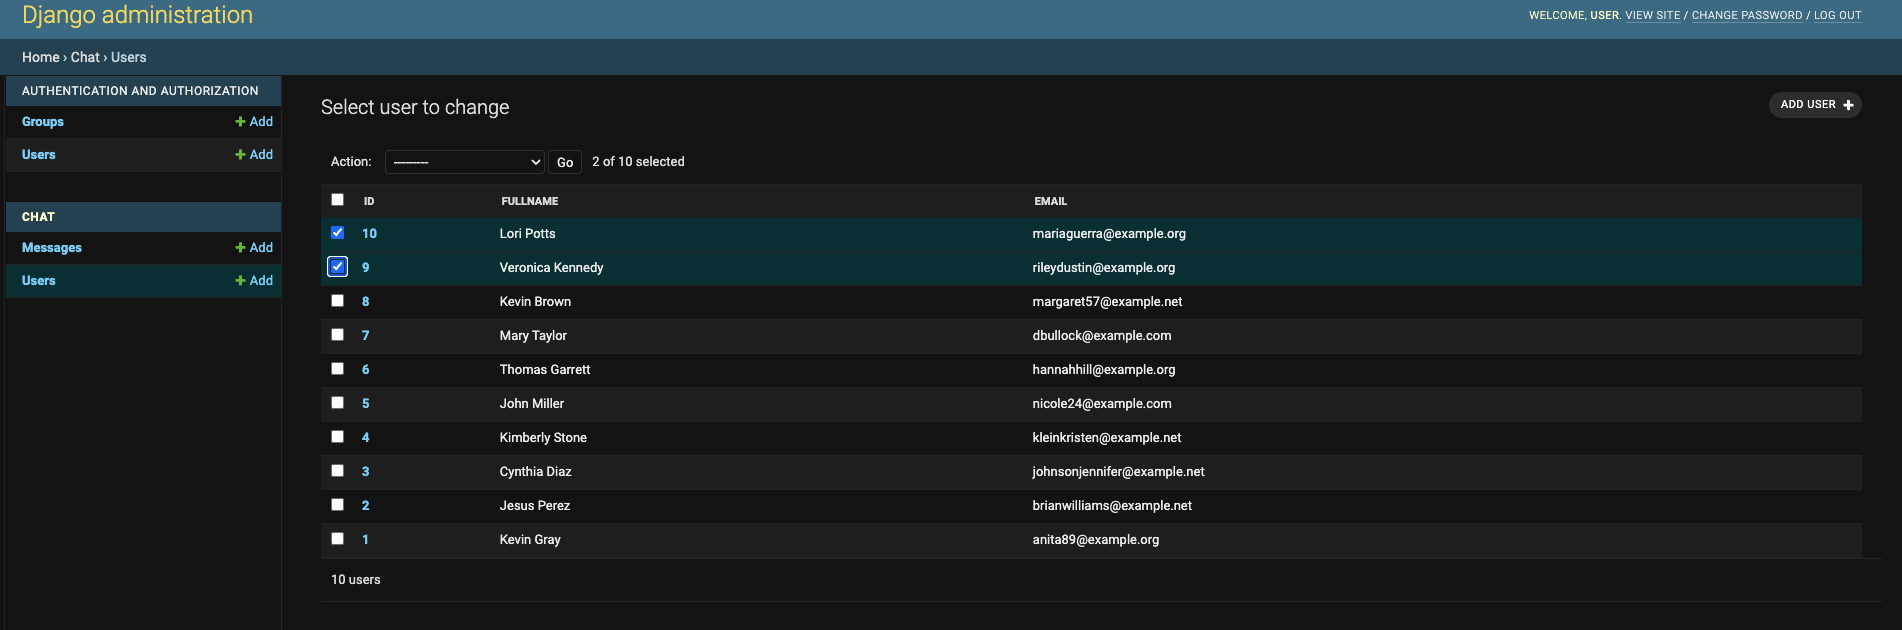 Django administration
WELCOME, USER. VIEW SITE / CHANGE PASSWORD / LOG OUT
Home › Chat › Users
AUTHENTICATION AND AUTHORIZATION
Groups + Add
Users + Add
CHAT
Messages + Add
Users + Add
Select user to change
ADD USER +
Action: --------- Go 2 of 10 selected
ID FULLNAME EMAIL
10 Lori Potts mariaguerra@example.org
9 Veronica Kennedy rileydustin@example.org
8 Kevin Brown margaret57@example.net
7 Mary Taylor dbullock@example.com
6 Thomas Garrett hannahhill@example.org
5 John Miller nicole24@example.com
4 Kimberly Stone kleinkristen@example.net
3 Cynthia Diaz johnsonjennifer@example.net
2 Jesus Perez brianwilliams@example.net
1 Kevin Gray anita89@example.org
10 users